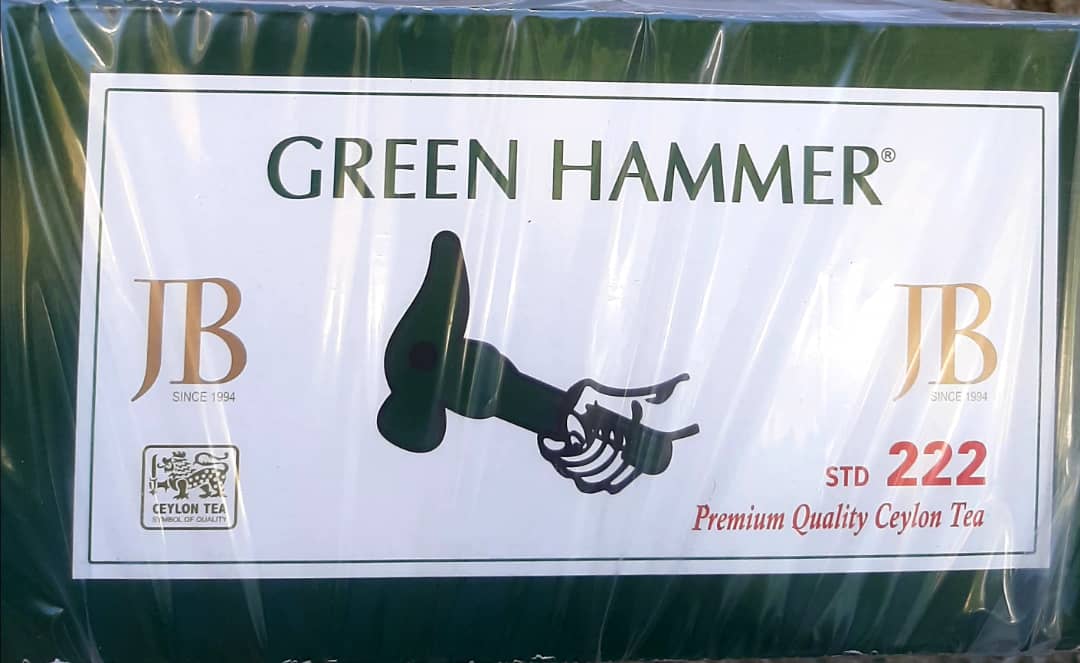 GREEN HAMMER®
JB
SINCE 1994
JB
SINCE 1994
CEYLON TEA
SYMBOL OF QUALITY
STD 222
Premium Quality Ceylon Tea